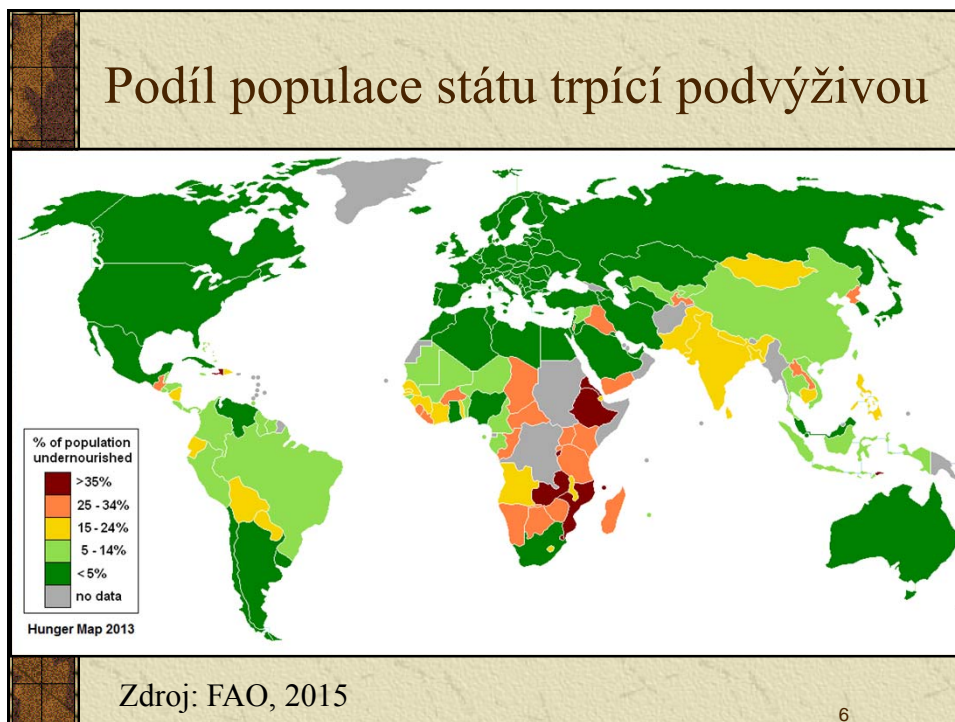 Podíl populace státu trpící podvýživou
% of population
undernourished
>35%
25 - 34%
15 - 24%
5 - 14%
<5%
no data
Hunger Map 2013
Zdroj: FAO, 2015
6